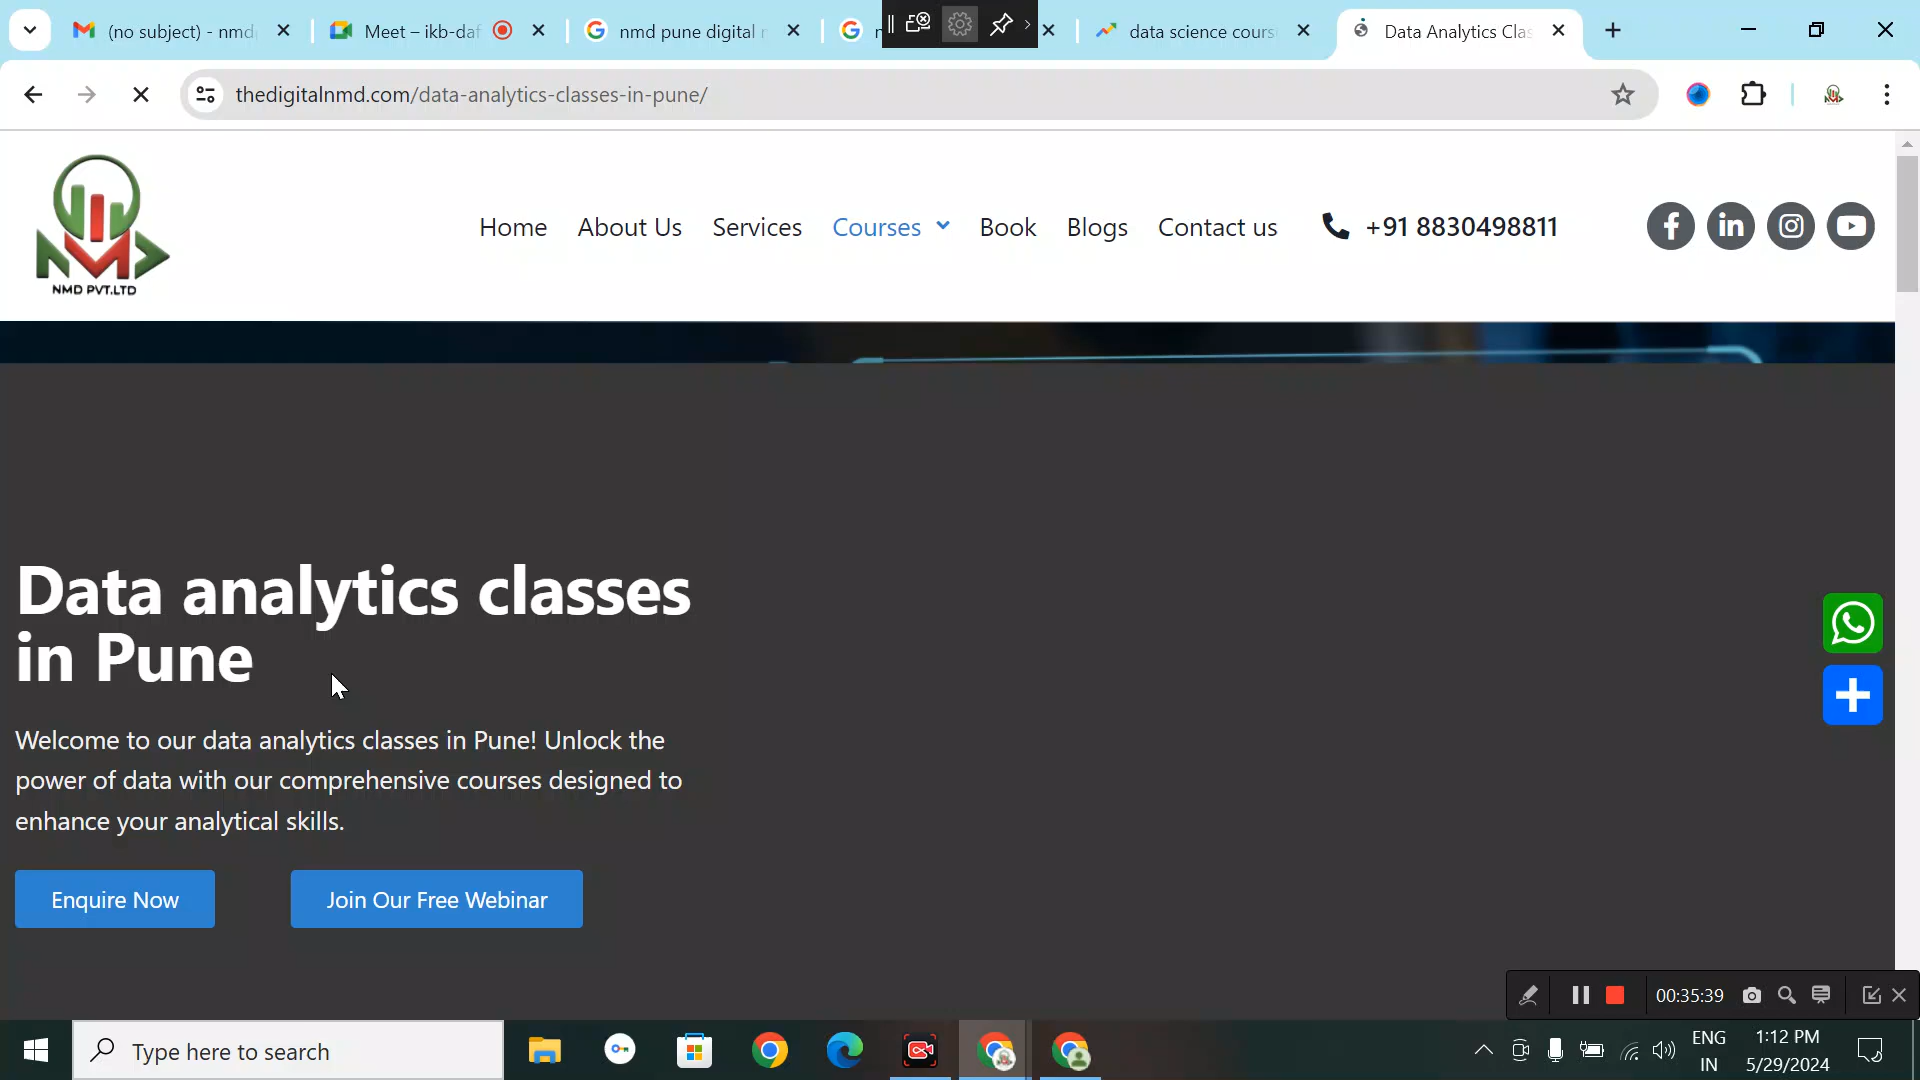 (no subject) - nmd
Meet – ikb-daf
nmd pune digital
data science cours
Data Analytics Clas
thedigitalnmd.com/data-analytics-classes-in-pune/
NMD PVT.LTD
Home About Us Services Courses Book Blogs Contact us +91 8830498811
Data analytics classes
in Pune
Welcome to our data analytics classes in Pune! Unlock the
power of data with our comprehensive courses designed to
enhance your analytical skills.
Enquire Now Join Our Free Webinar
00:35:39
Type here to search
ENG
IN
1:12 PM
5/29/2024